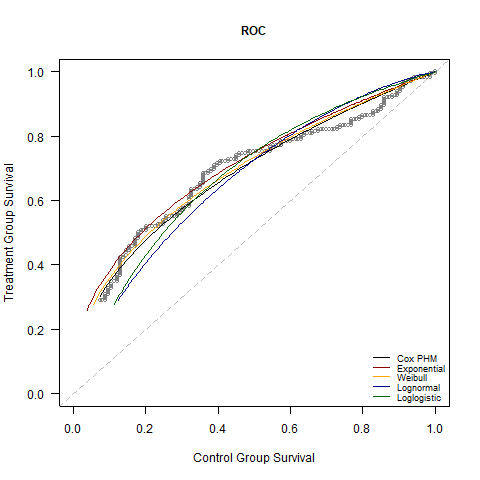 ROC
Treatment Group Survival
1.0
0.8
0.6
0.4
0.2
0.0
Cox PHM
Exponential
Weibull
Lognormal
Loglogistic
0.0 0.2 0.4 0.6 0.8 1.0
Control Group Survival